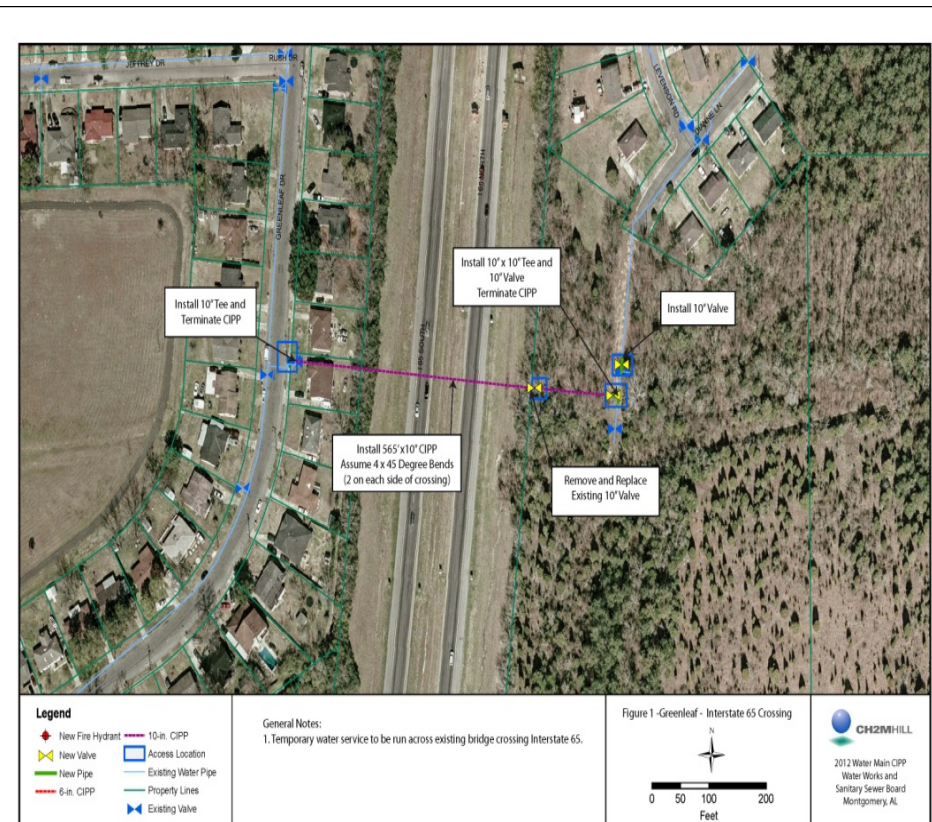 JEFFREY DR
RUSH DR
LEVENSON RD
GREENLEAF DR
I 65 NORTH
Install 10" x 10" Tee and
10" Valve
Terminate CIPP
Install 10" Tee and
Terminate CIPP
Install 10" Valve
Install 565'x10" CIPP
Assume 4 x 45 Degree Bends
(2 on each side of crossing)
Remove and Replace
Existing 10" Valve
Legend
New Fire Hydrant
New Valve
New Pipe
6-in. CIPP
10-in. CIPP
Access Location
Existing Water Pipe
Property Lines
Existing Valve
General Notes:
1. Temporary water service to be run across existing bridge crossing Interstate 65.
Figure 1 -Greenleaf - Interstate 65 Crossing
N
0 50 100 200
Feet
CH2MHILL
2012 Water Main CIPP
Water Works and
Sanitary Sewer Board
Montgomery, AL